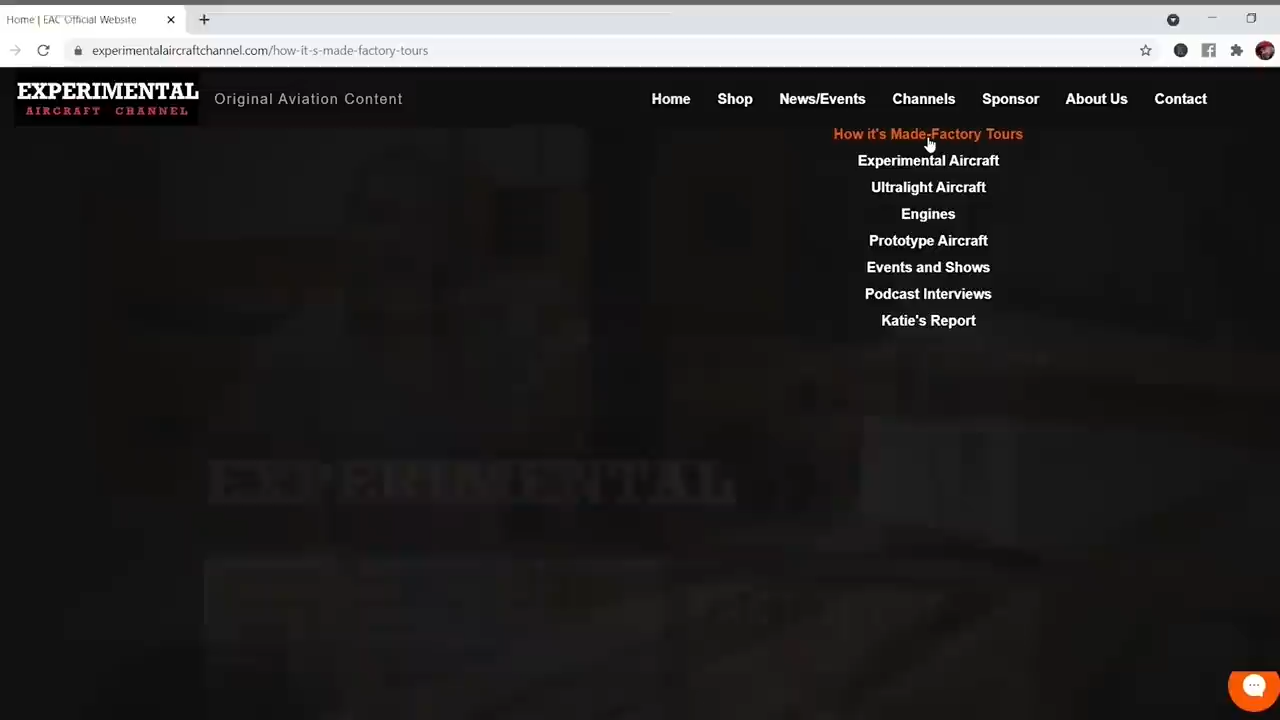 Home | EAC Official Website
experimentalaircraftchannel.com/how-it-s-made-factory-tours
EXPERIMENTAL
AIRCRAFT CHANNEL
Original Aviation Content
Home Shop News/Events Channels Sponsor About Us Contact
How it's Made-Factory Tours
Experimental Aircraft
Ultralight Aircraft
Engines
Prototype Aircraft
Events and Shows
Podcast Interviews
Katie's Report
EXPERIMENTAL